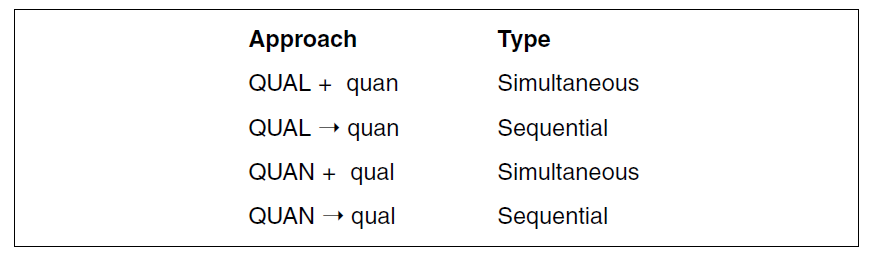 Approach Type
QUAL + quan Simultaneous
QUAL → quan Sequential
QUAN + qual Simultaneous
QUAN → qual Sequential